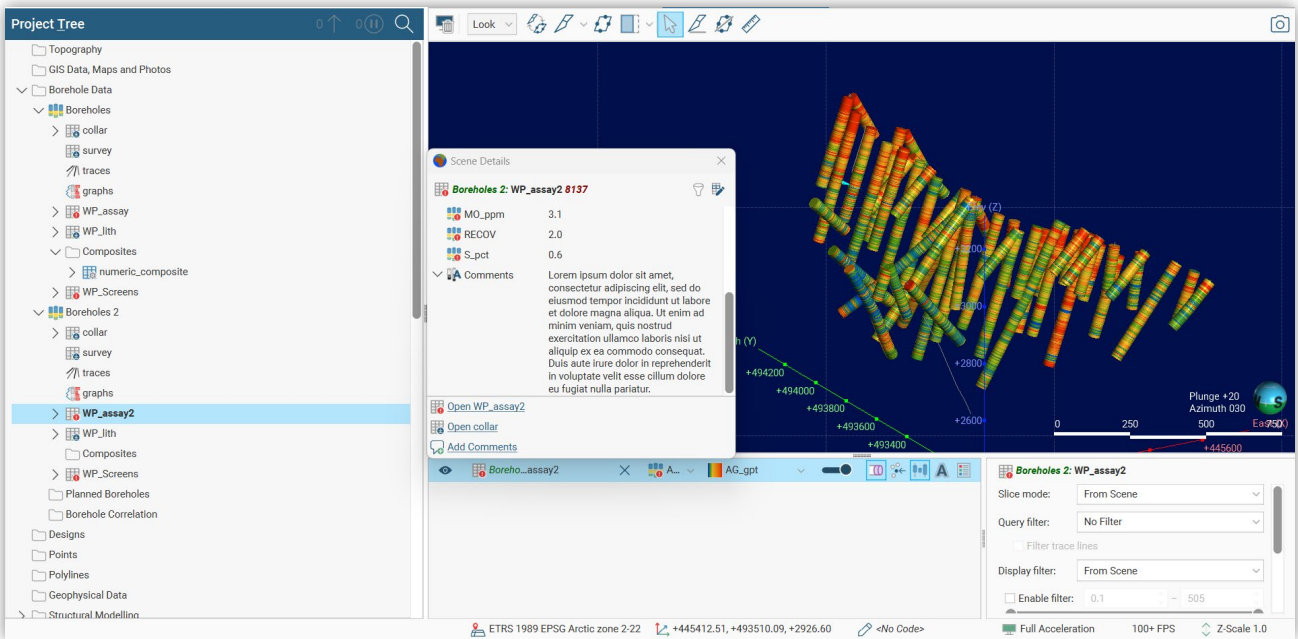 Project Tree
0
0
Look
Topography
GIS Data, Maps and Photos
Borehole Data
Boreholes
collar
survey
traces
graphs
WP_assay
WP_lith
Composites
numeric_composite
WP_Screens
Boreholes 2
collar
survey
traces
graphs
WP_assay2
WP_lith
Composites
WP_Screens
Planned Boreholes
Borehole Correlation
Designs
Points
Polylines
Geophysical Data
Structural Modelling
Scene Details
Boreholes 2: WP_assay2 8137
MO_ppm 3.1
RECOV 2.0
S_pct 0.6
Comments Lorem ipsum dolor sit amet,
consectetur adipiscing elit, sed do
eiusmod tempor incididunt ut labore
et dolore magna aliqua. Ut enim ad
minim veniam, quis nostrud
exercitation ullamco laboris nisi ut
aliquip ex ea commodo consequat.
Duis aute irure dolor in reprehenderit
in voluptate velit esse cillum dolore
eu fugiat nulla pariatur.
Open WP_assay2
Open collar
Add Comments
(Z)
+3200
+3000
+2800
+2600
(Y)
+494200
+494000
+493800
+493600
+493400
Plunge +20
Azimuth 030
0 250 500 750
+445600
Boreho...assay2 A... AG_gpt
A
Boreholes 2: WP_assay2
Slice mode: From Scene
Query filter: No Filter
Filter trace lines
Display filter: From Scene
Enable filter: 0.1 – 505
ETRS 1989 EPSG Arctic zone 2-22 +445412.51, +493510.09, +2926.60 <No Code> Full Acceleration 100+ FPS Z-Scale 1.0